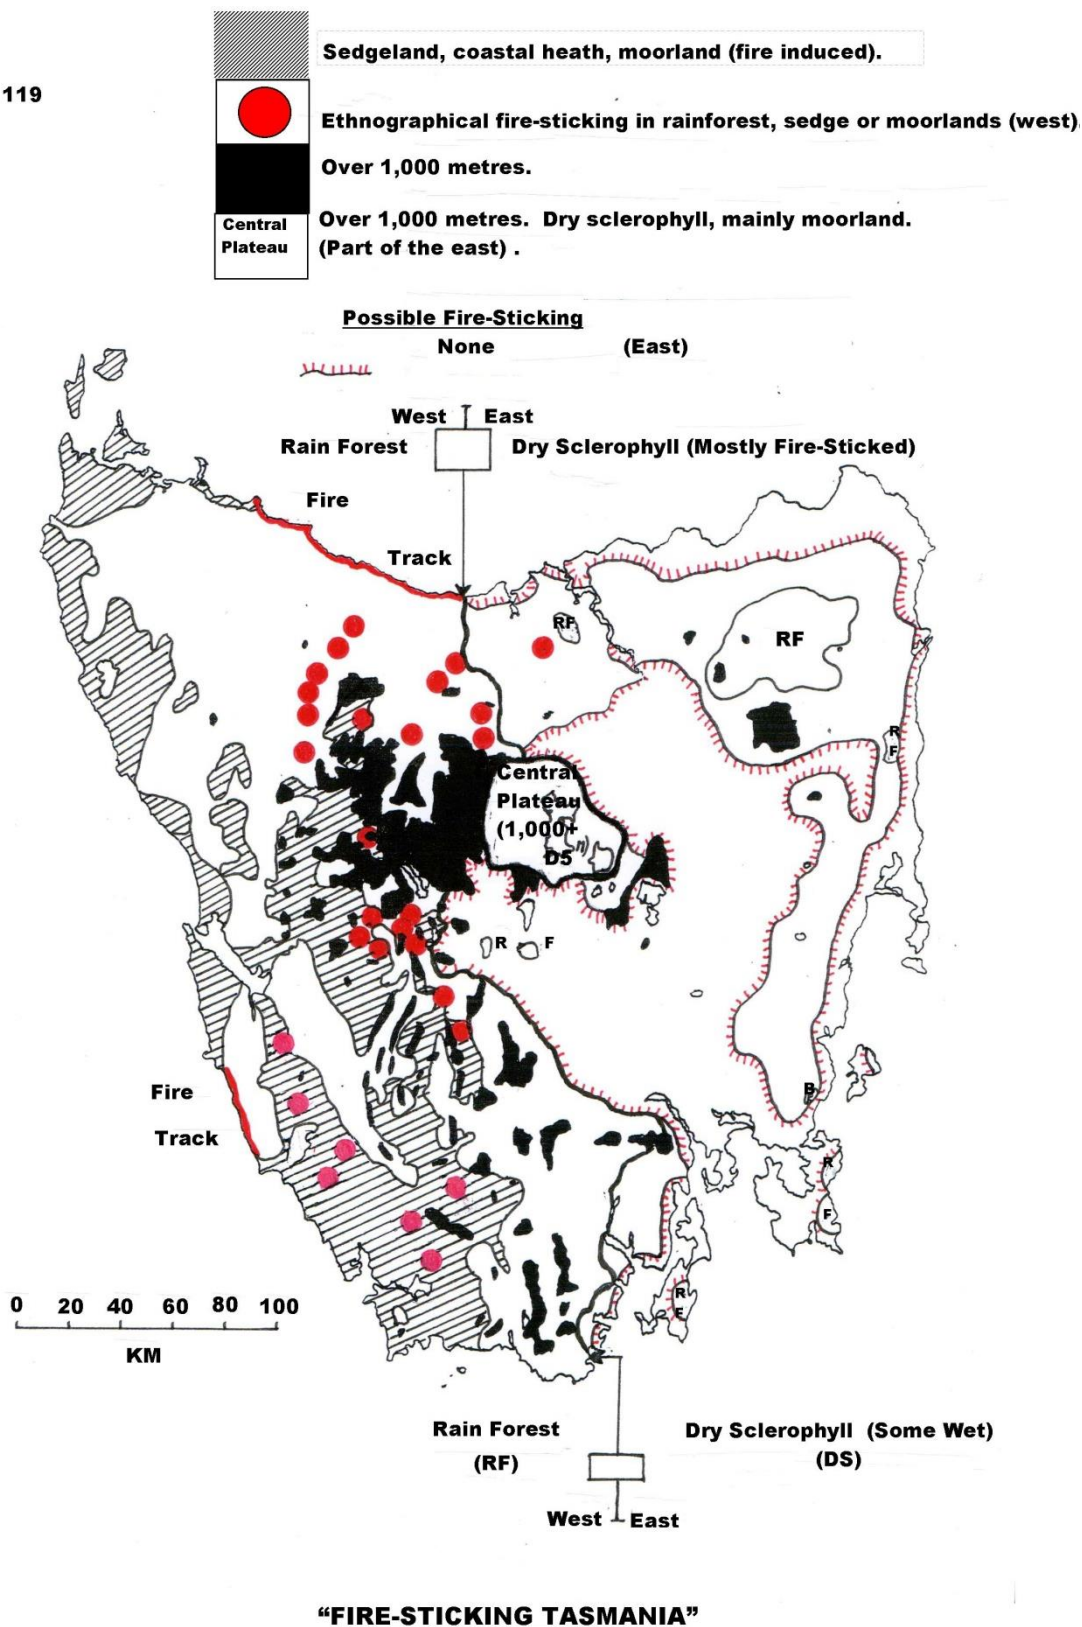 Sedgeland, coastal heath, moorland (fire induced).
119
Ethnographical fire-sticking in rainforest, sedge or moorlands (west).
Over 1,000 metres.
Central
Plateau
Over 1,000 metres. Dry sclerophyll, mainly moorland.
(Part of the east) .
Possible Fire-Sticking
None (East)
West East
Rain Forest Dry Sclerophyll (Mostly Fire-Sticked)
Fire
Track
RF
RF
R
F
Central
Plateau
(1,000+
D5
R F
Fire
Track
R
F
R
F
0 20 40 60 80 100
KM
Rain Forest
(RF)
Dry Sclerophyll (Some Wet)
(DS)
West East
“FIRE-STICKING TASMANIA”